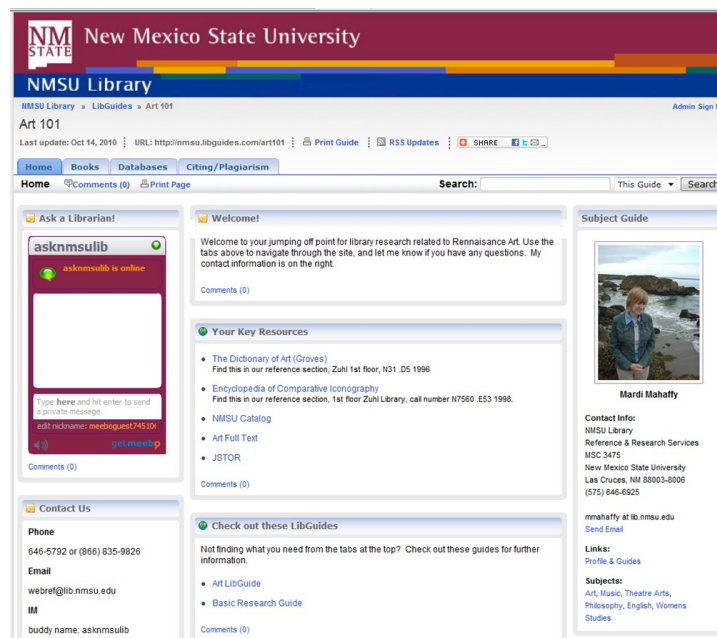 NM
STATE
New Mexico State University
NMSU Library
NMSU Library » LibGuides » Art 101
Admin Sign
Art 101
Last update: Oct 14, 2010 URL: http://nmsu.libguides.com/art101 Print Guide RSS Updates SHARE
Home Books Databases Citing/Plagiarism
Home Comments (0) Print Page Search: This Guide Search
Ask a Librarian!
asknmsulib
asknmsulib is online
Type here and hit enter to send
a private message.
edit nickname: meeboguest74510
get meebo
Comments (0)
Contact Us
Phone
646-5792 or (866) 835-9826
Email
webref@lib.nmsu.edu
IM
buddy name: asknmsulib
Welcome!
Welcome to your jumping off point for library research related to Rennaisance Art. Use the
tabs above to navigate through the site, and let me know if you have any questions. My
contact information is on the right.
Comments (0)
Your Key Resources
• The Dictionary of Art (Groves)
Find this in our reference section, Zuhl 1st floor, N31 .D5 1996
• Encyclopedia of Comparative Iconography
Find this in our reference section, 1st floor Zuhl Library, call number N7560 .E53 1998.
• NMSU Catalog
• Art Full Text
• JSTOR
Comments (0)
Check out these LibGuides
Not finding what you need from the tabs at the top? Check out these guides for further
information.
• Art LibGuide
• Basic Research Guide
Comments (0)
Subject Guide
Mardi Mahaffy
Contact Info:
NMSU Library
Reference & Research Services
MSC 3475
New Mexico State University
Las Cruces, NM 88003-8006
(575) 646-6925
mmahaffy at lib.nmsu.edu
Send Email
Links:
Profile & Guides
Subjects:
Art, Music, Theatre Arts,
Philosophy, English, Womens
Studies